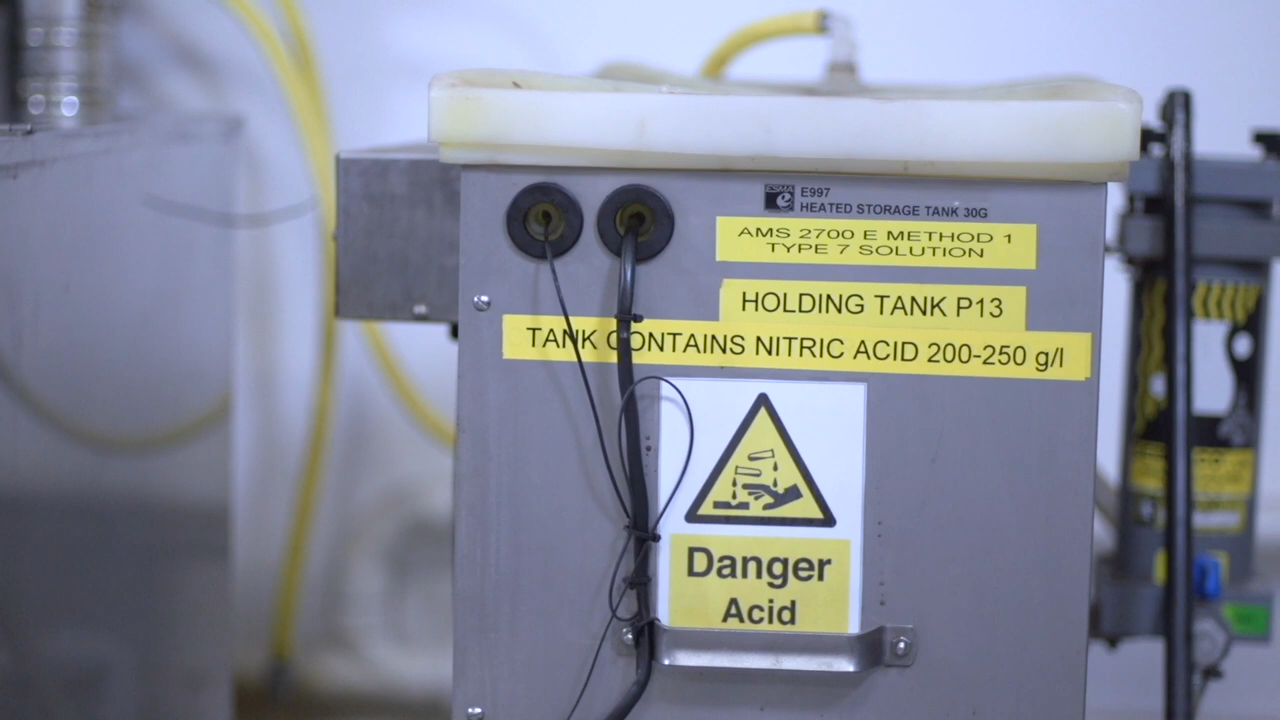 ESMA e
E997
HEATED STORAGE TANK 30G
AMS 2700 E METHOD 1
TYPE 7 SOLUTION
HOLDING TANK P13
TANK CONTAINS NITRIC ACID 200-250 g/l
Danger
Acid